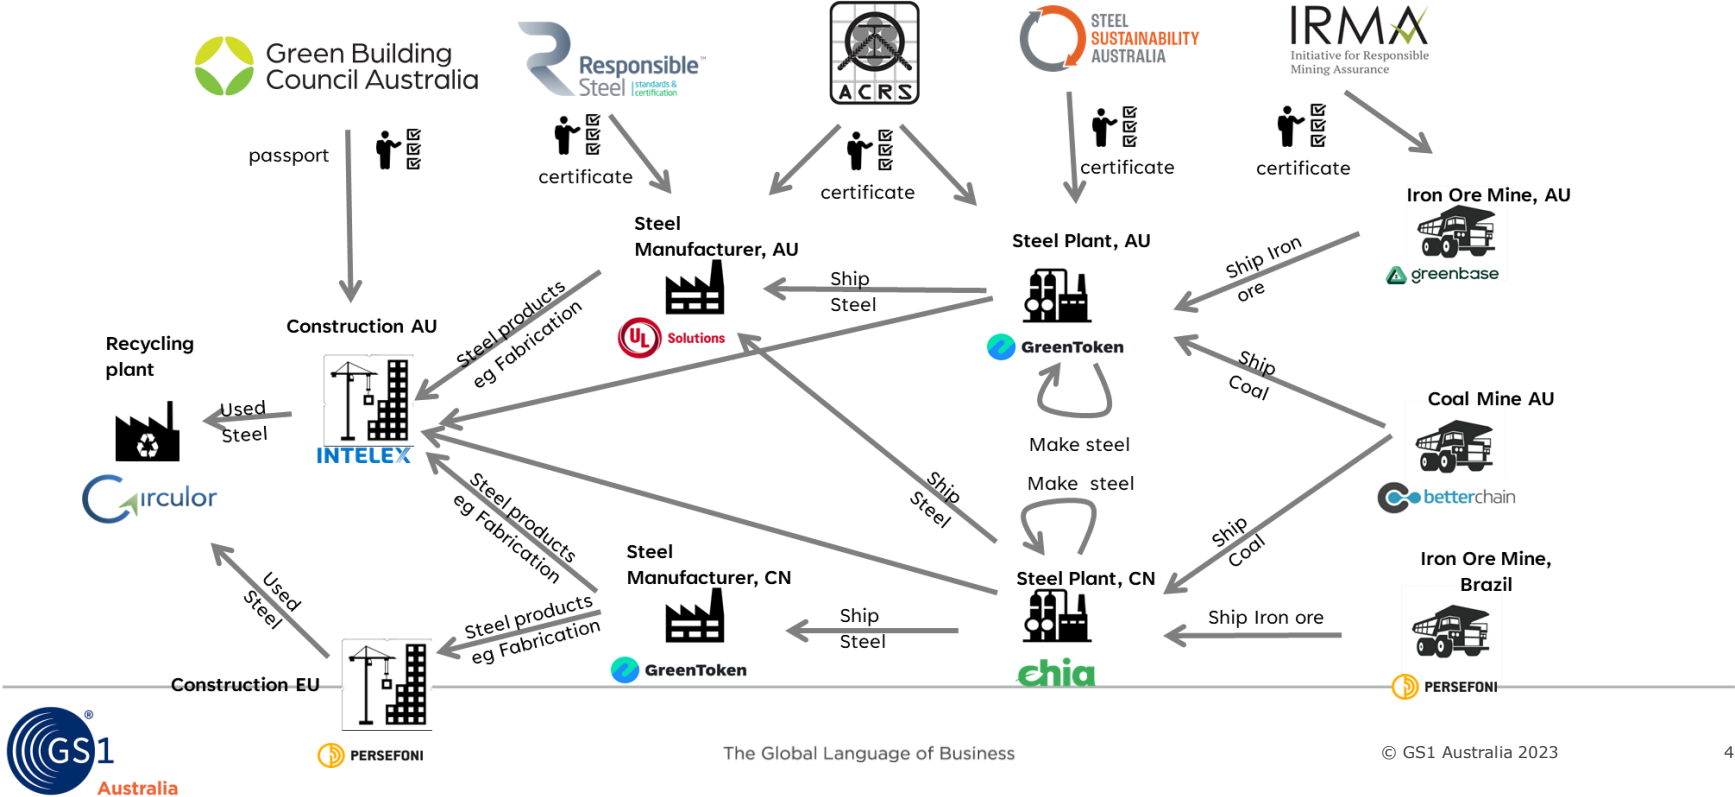 Green Building
Council Australia
Responsible™
Steel
standards &
certification
ACRS
STEEL
SUSTAINABILITY
AUSTRALIA
IRMA
Initiative for Responsible
Mining Assurance
passport
certificate
certificate
certificate
certificate
Iron Ore Mine, AU
greenbase
Steel
Manufacturer, AU
UL
Solutions
Steel Plant, AU
GreenToken
Ship Iron
ore
Ship
Steel
Steel products
eg Fabrication
Construction AU
INTELEX
Recycling
plant
Used
Steel
Circulor
Ship
Coal
Coal Mine AU
betterchain
Make steel
Make steel
Ship
Steel
Ship
Coal
Steel products
eg Fabrication
Steel
Manufacturer, CN
GreenToken
Steel Plant, CN
chia
Iron Ore Mine,
Brazil
PERSEFONI
Ship Iron ore
Ship
Steel
Steel products
eg Fabrication
Used
Steel
Construction EU
PERSEFONI
GS1®
Australia
The Global Language of Business
© GS1 Australia 2023
4